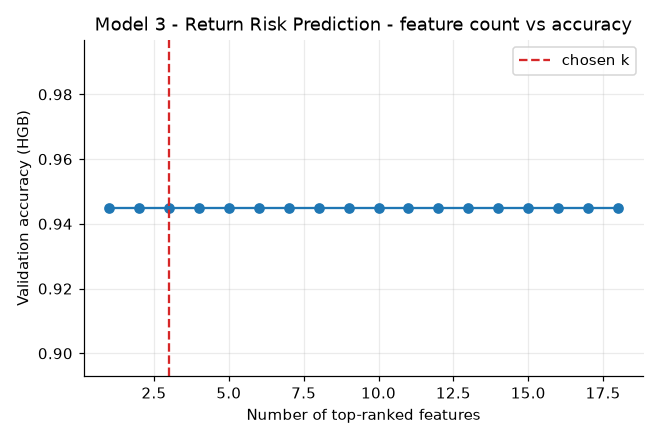 Model 3 - Return Risk Prediction - feature count vs accuracy
chosen k
Validation accuracy (HGB)
0.98
0.96
0.94
0.92
0.90
2.5 5.0 7.5 10.0 12.5 15.0 17.5
Number of top-ranked features